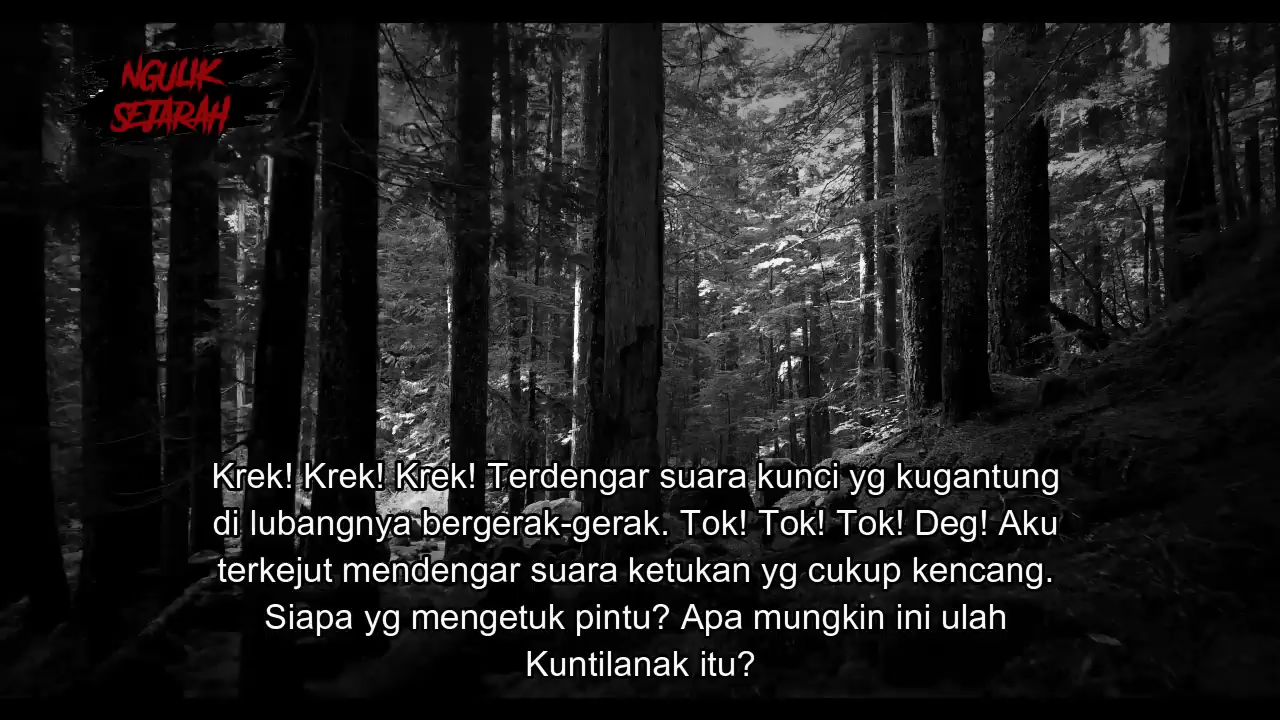 NGULIK
SEJARAH
Krek! Krek! Krek! Terdengar suara kunci yg kugantung
di lubangnya bergerak-gerak. Tok! Tok! Tok! Deg! Aku
terkejut mendengar suara ketukan yg cukup kencang.
Siapa yg mengetuk pintu? Apa mungkin ini ulah
Kuntilanak itu?